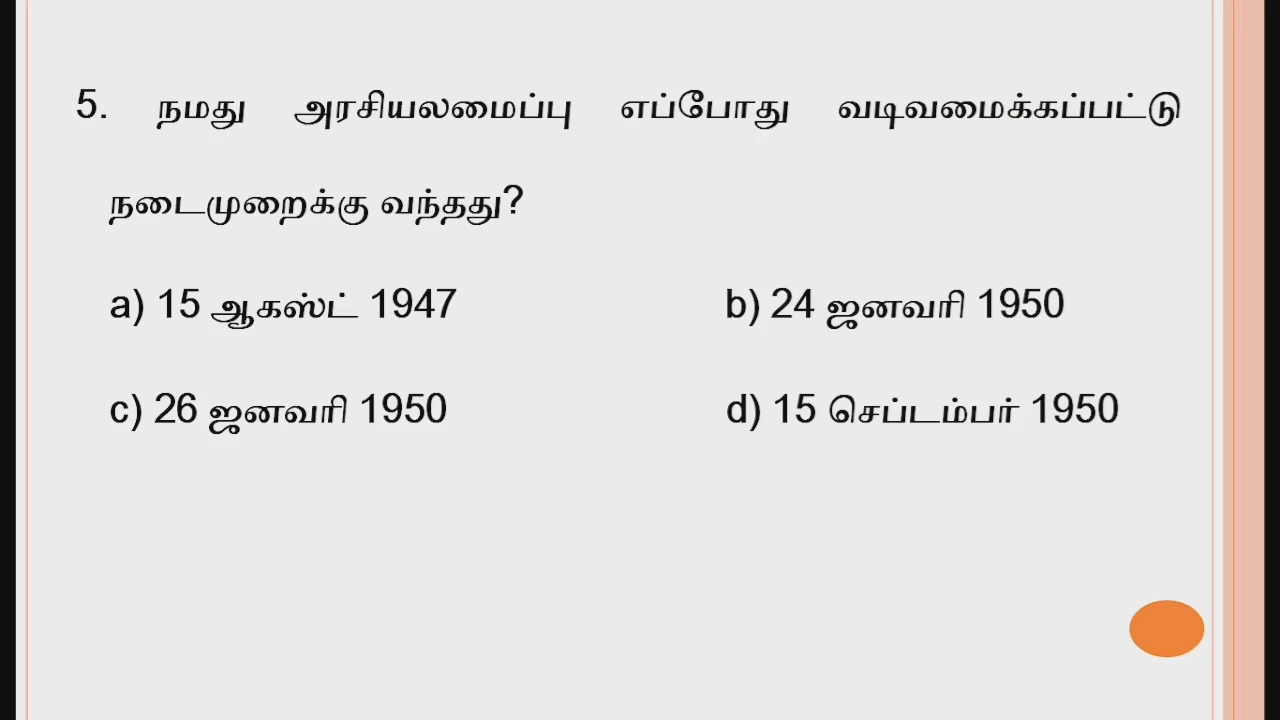 5. நமது அரசியலமைப்பு எப்போது வடிவமைக்கப்பட்டு
நடைமுறைக்கு வந்தது?
a) 15 ஆகஸ்ட் 1947 b) 24 ஜனவரி 1950
c) 26 ஜனவரி 1950 d) 15 செப்டம்பர் 1950